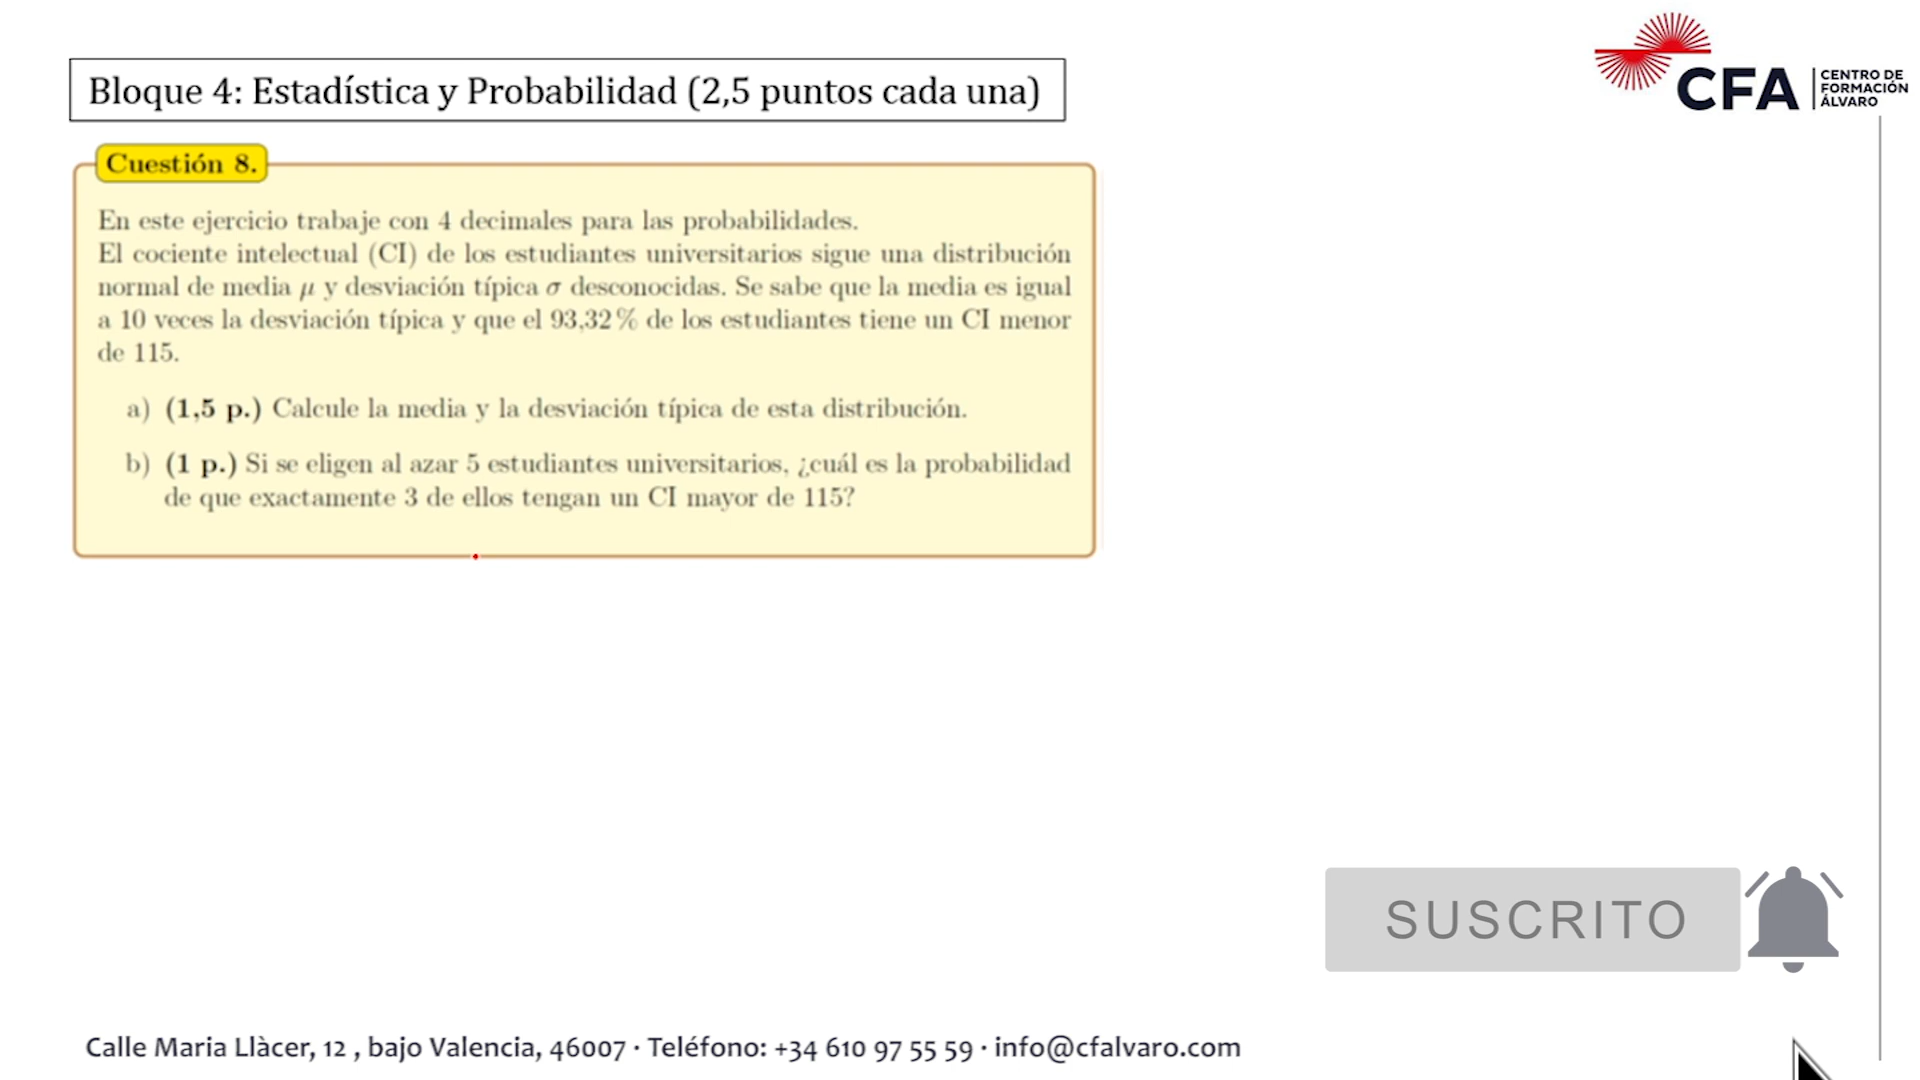 CFA
CENTRO DE
FORMACIÓN
ÁLVARO
Bloque 4: Estadística y Probabilidad (2,5 puntos cada una)
Cuestión 8.
En este ejercicio trabaje con 4 decimales para las probabilidades.
El cociente intelectual (CI) de los estudiantes universitarios sigue una distribución
normal de media μ y desviación típica σ desconocidas. Se sabe que la media es igual
a 10 veces la desviación típica y que el 93,32 % de los estudiantes tiene un CI menor
de 115.
a) (1,5 p.) Calcule la media y la desviación típica de esta distribución.
b) (1 p.) Si se eligen al azar 5 estudiantes universitarios, ¿cuál es la probabilidad
de que exactamente 3 de ellos tengan un CI mayor de 115?
SUSCRITO
Calle Maria Llàcer, 12 , bajo Valencia, 46007 · Teléfono: +34 610 97 55 59 · info@cfalvaro.com